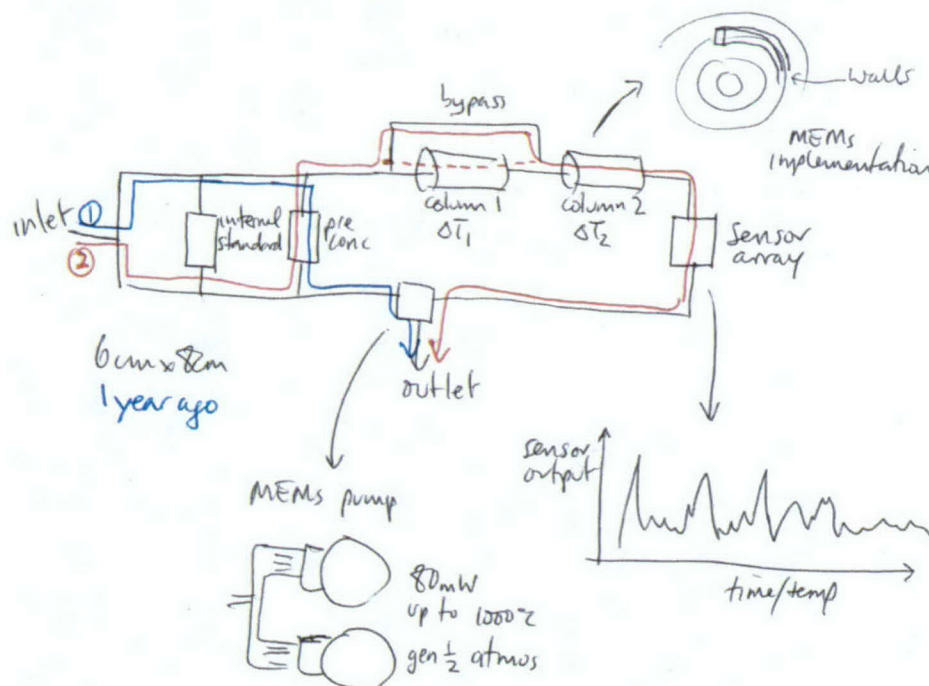 bypass
walls
MEMs
implementation
inlet ①
②
internal
standard
pre
conc
column 1
ΔT₁
column 2
ΔT₂
sensor
array
6cm x 8cm
1 year ago
outlet
MEMs pump
80mW
up to 1000°C
gen ½ atmos
sensor
output
time/temp